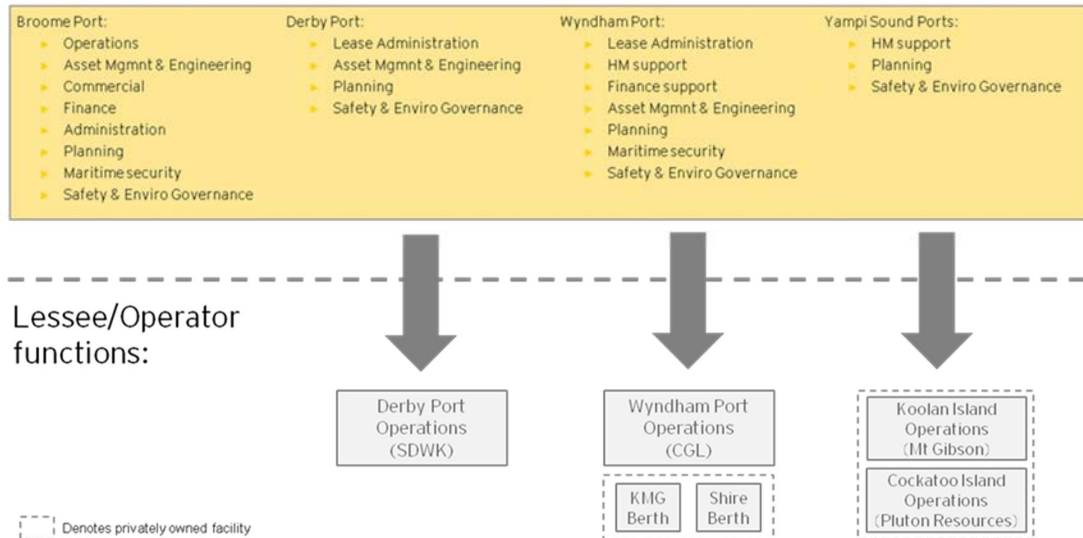 Broome Port:
Operations
Asset Mgmnt & Engineering
Commercial
Finance
Administration
Planning
Maritime security
Safety & Enviro Governance
Derby Port:
Lease Administration
Asset Mgmnt & Engineering
Planning
Safety & Enviro Governance
Wyndham Port:
Lease Administration
HM support
Finance support
Asset Mgmnt & Engineering
Planning
Maritime security
Safety & Enviro Governance
Yampi Sound Ports:
HM support
Planning
Safety & Enviro Governance
Lessee/Operator
functions:
Derby Port
Operations
(SDWK)
Wyndham Port
Operations
(CGL)
KMG
Berth
Shire
Berth
Koolan Island
Operations
(Mt Gibson)
Cockatoo Island
Operations
(Pluton Resources)
Denotes privately owned facility